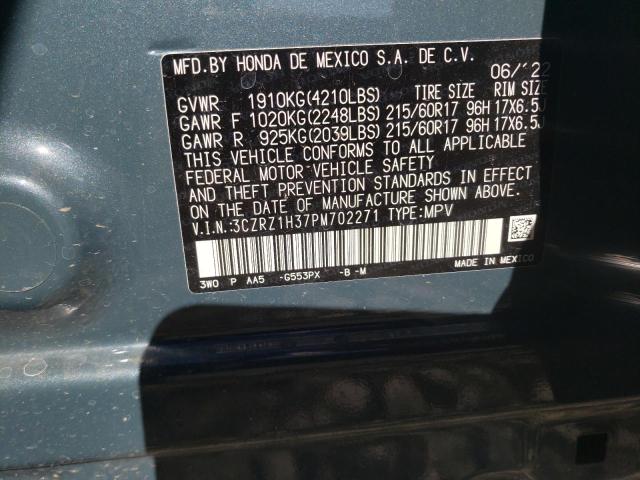 MFD.BY HONDA DE MEXICO S.A. DE C.V.
06/'22
TIRE SIZE RIM SIZE
GVWR 1910KG(4210LBS)
GAWR F 1020KG(2248LBS) 215/60R17 96H 17X6.5J
GAWR R 925KG(2039LBS) 215/60R17 96H 17X6.5J
THIS VEHICLE CONFORMS TO ALL APPLICABLE
FEDERAL MOTOR VEHICLE SAFETY
AND THEFT PREVENTION STANDARDS IN EFFECT
ON THE DATE OF MANUFACTURE SHOWN ABOVE.
V.I.N.:3CZRZ1H37PM702271 TYPE:MPV
3W0 P AA5 -G553PX -B -M
MADE IN MEXICO